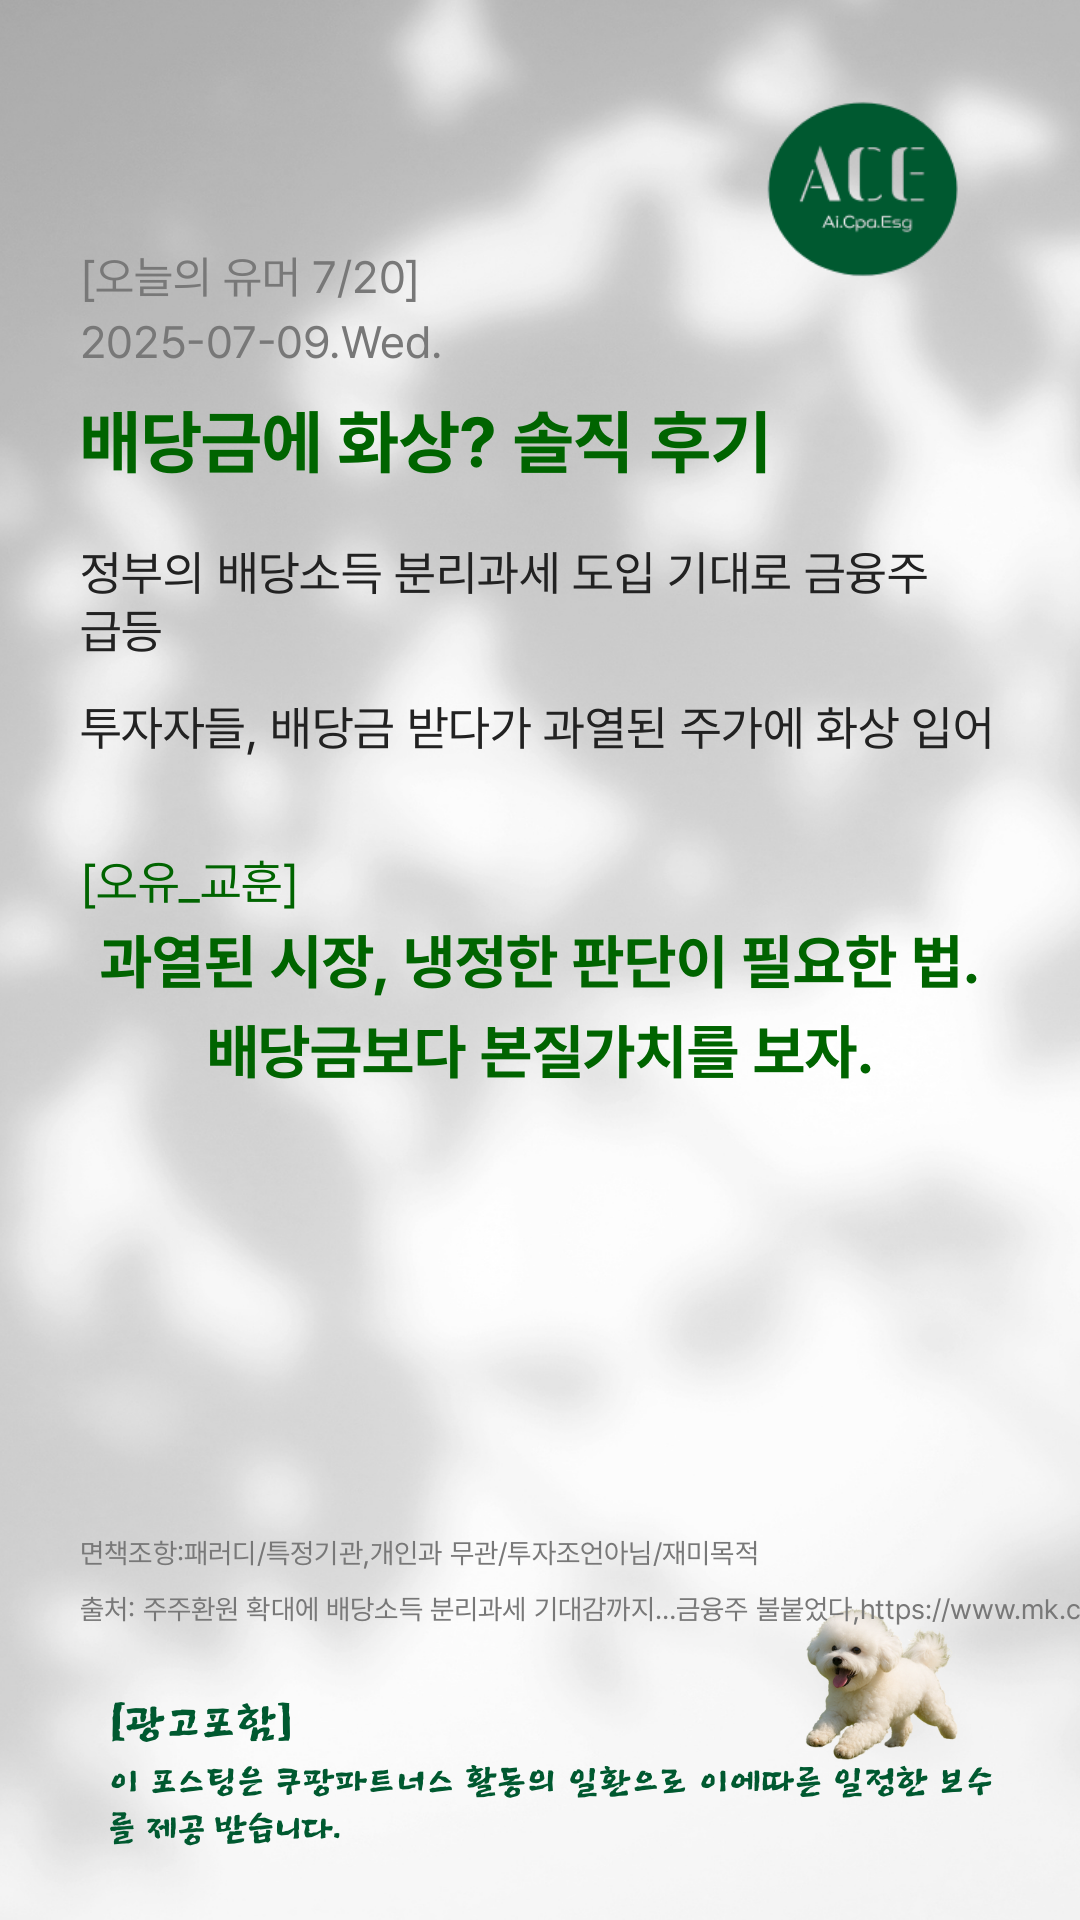 ACE
Ai.Cpa.Esg
[오늘의 유머 7/20]
2025-07-09.Wed.
배당금에 화상? 솔직 후기
정부의 배당소득 분리과세 도입 기대로 금융주
급등
투자자들, 배당금 받다가 과열된 주가에 화상 입어
[오유_교훈]
과열된 시장, 냉정한 판단이 필요한 법.
배당금보다 본질가치를 보자.
면책조항:패러디/특정기관,개인과 무관/투자조언아님/재미목적
출처: 주주환원 확대에 배당소득 분리과세 기대감까지...금융주 불붙었다,https://www.mk.c
[광고포함]
이 포스팅은 쿠팡파트너스 활동의 일환으로 이에따른 일정한 보수
를 제공 받습니다.